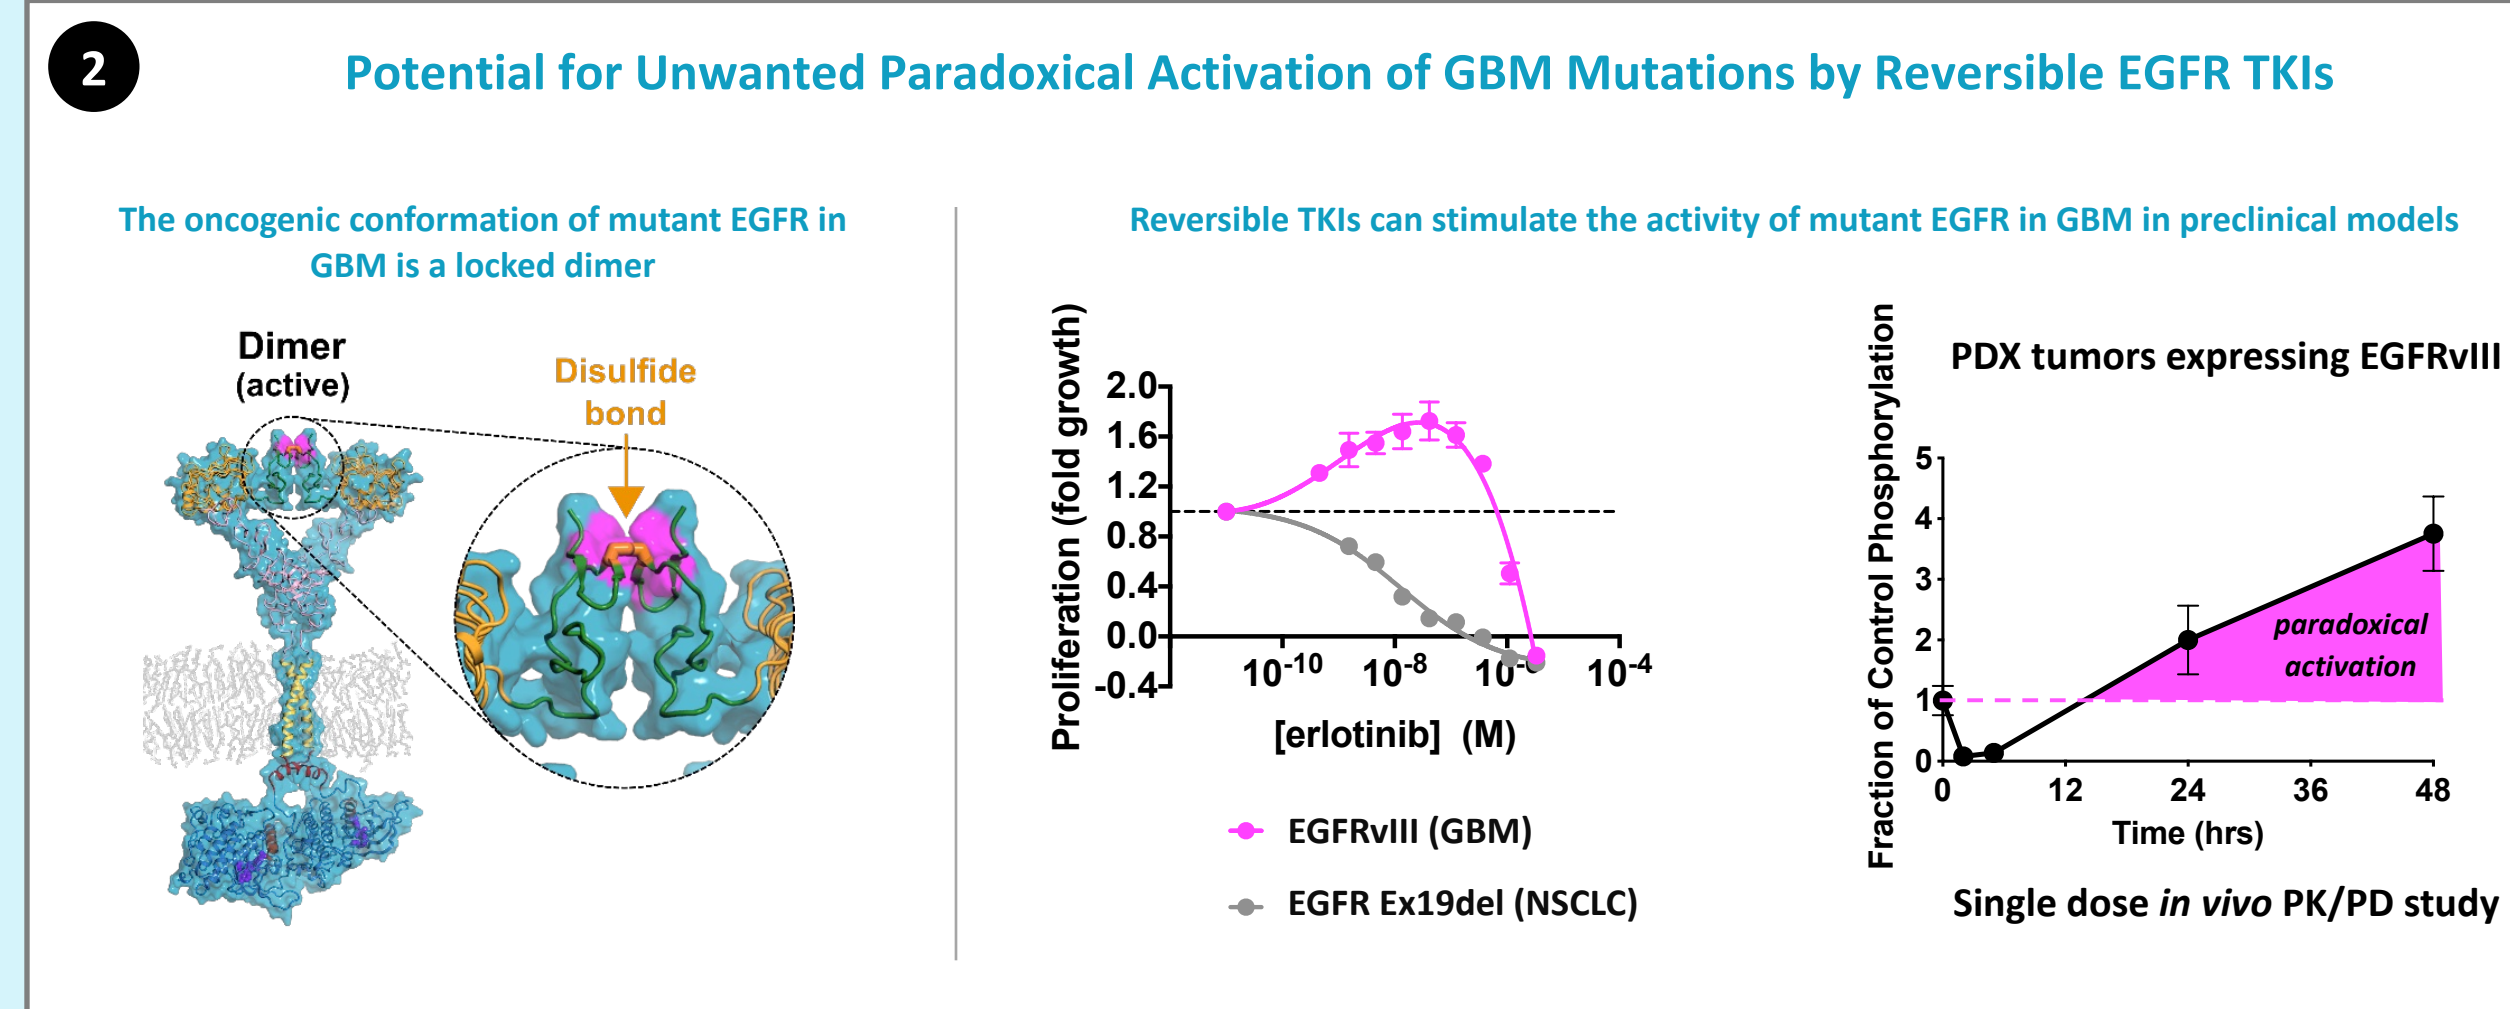 2
Potential for Unwanted Paradoxical Activation of GBM Mutations by Reversible EGFR TKIs
The oncogenic conformation of mutant EGFR in
GBM is a locked dimer
Dimer
(active)
Disulfide
bond
Reversible TKIs can stimulate the activity of mutant EGFR in GBM in preclinical models
Proliferation (fold growth)
2.0
1.6
1.2
0.8
0.4
0.0
-0.4
10-10
10-8
10-6
10-4
[erlotinib] (M)
EGFRvIII (GBM)
EGFR Ex19del (NSCLC)
Fraction of Control Phosphorylation
PDX tumors expressing EGFRvIII
5
4
3
2
1
0
paradoxical
activation
0 12 24 36 48
Time (hrs)
Single dose in vivo PK/PD study